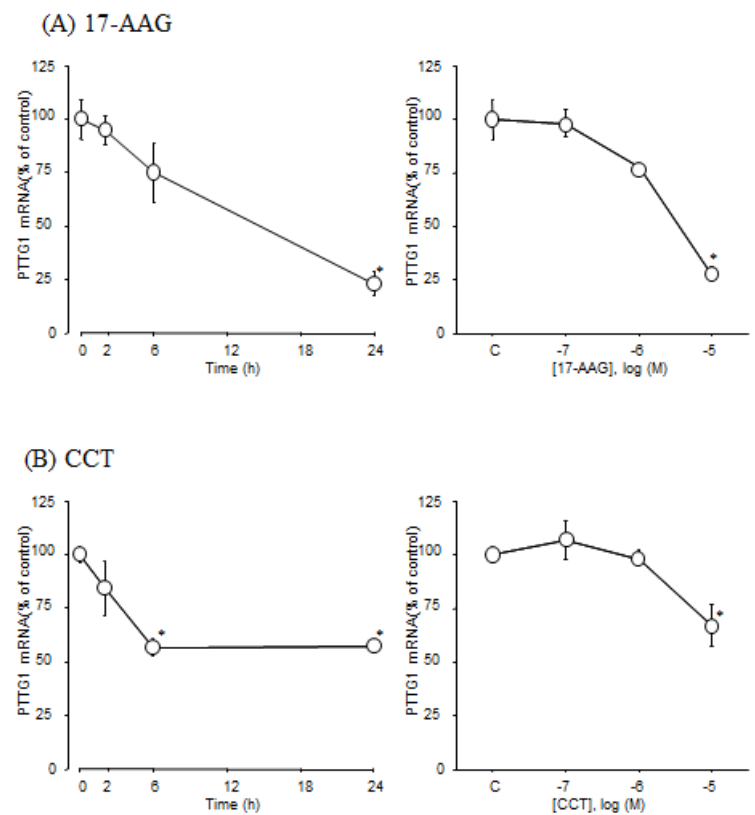 (A) 17-AAG
PTTG1 mRNA(% of control)
125
100
75
50
25
0
0 2 6 12 18 24
Time (h)
*
PTTG1 mRNA(% of control)
125
100
75
50
25
0
C -7 -6 -5
[17-AAG], log (M)
*
(B) CCT
PTTG1 mRNA(% of control)
125
100
75
50
25
0
0 2 6 12 18 24
Time (h)
* *
PTTG1 mRNA(% of control)
125
100
75
50
25
0
C -7 -6 -5
[CCT], log (M)
*